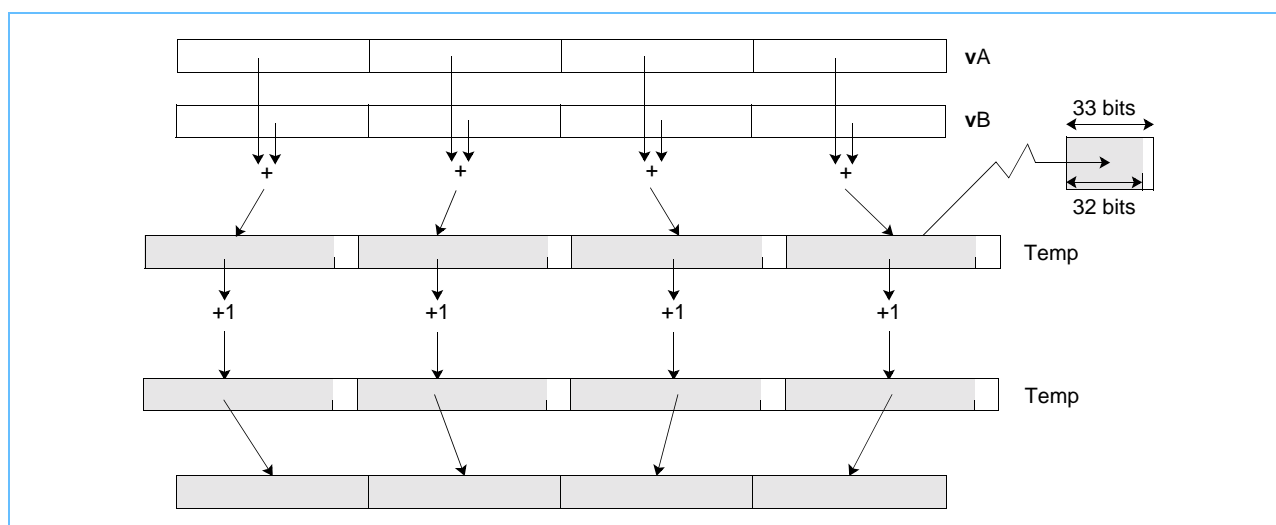 vA
vB
33 bits
+ + + +
32 bits
Temp
+1 +1 +1 +1
Temp